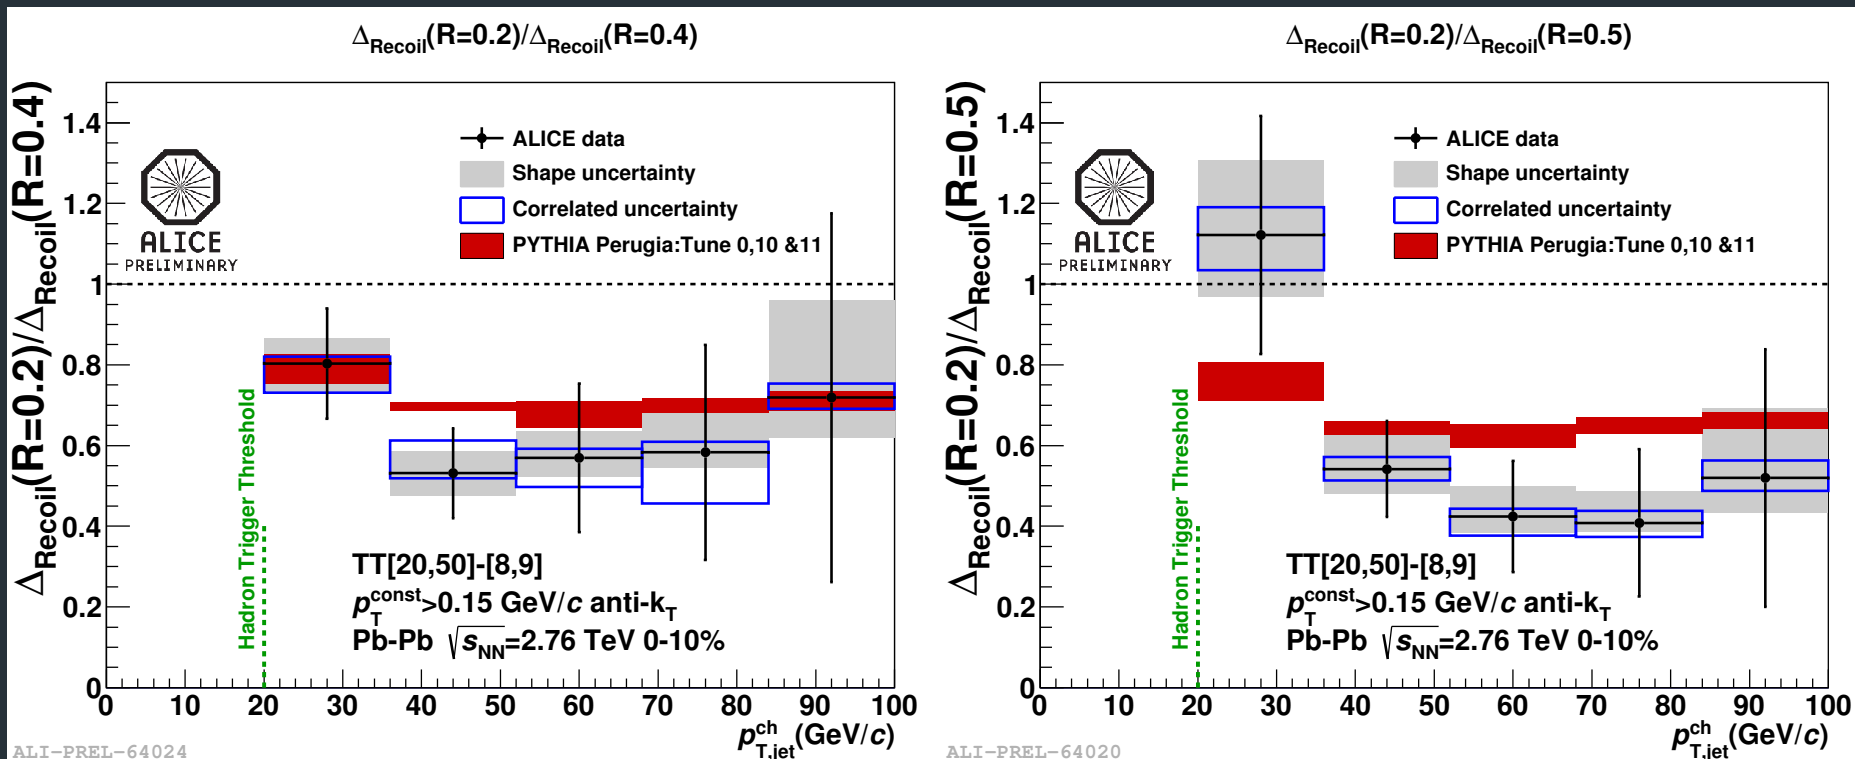 Δ_Recoil(R=0.2)/Δ_Recoil(R=0.4)
Δ_Recoil(R=0.2)/Δ_Recoil(R=0.4)
1.4
1.2
1
0.8
0.6
0.4
0.2
0
ALICE
PRELIMINARY
ALICE data
Shape uncertainty
Correlated uncertainty
PYTHIA Perugia:Tune 0,10 &11
Hadron Trigger Threshold
TT[20,50]-[8,9]
p_T^const>0.15 GeV/c anti-k_T
Pb-Pb √s_NN=2.76 TeV 0-10%
0 10 20 30 40 50 60 70 80 90 100
p_T,jet^ch(GeV/c)
ALI-PREL-64024
Δ_Recoil(R=0.2)/Δ_Recoil(R=0.5)
Δ_Recoil(R=0.2)/Δ_Recoil(R=0.5)
1.4
1.2
1
0.8
0.6
0.4
0.2
0
ALICE
PRELIMINARY
ALICE data
Shape uncertainty
Correlated uncertainty
PYTHIA Perugia:Tune 0,10 &11
Hadron Trigger Threshold
TT[20,50]-[8,9]
p_T^const>0.15 GeV/c anti-k_T
Pb-Pb √s_NN=2.76 TeV 0-10%
0 10 20 30 40 50 60 70 80 90 100
p_T,jet^ch(GeV/c)
ALI-PREL-64020